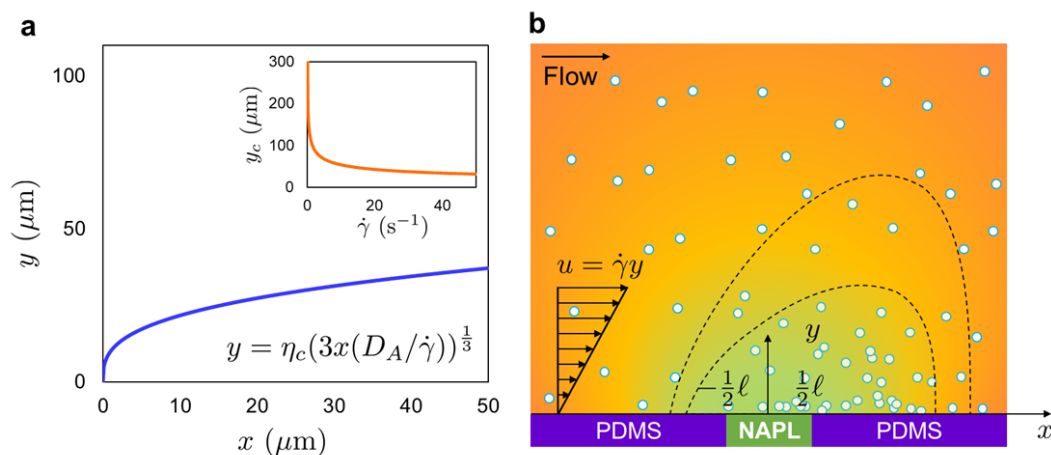 a
100
50
0
y (μm)
0
10
20
30
40
50
x (μm)
y = η_c(3x(D_A/γ̇))^{1/3}
300
200
100
0
y_c (μm)
0
20
40
γ̇ (s⁻¹)
b
Flow
u = γ̇y
y
−½ℓ
½ℓ
PDMS
NAPL
PDMS
x